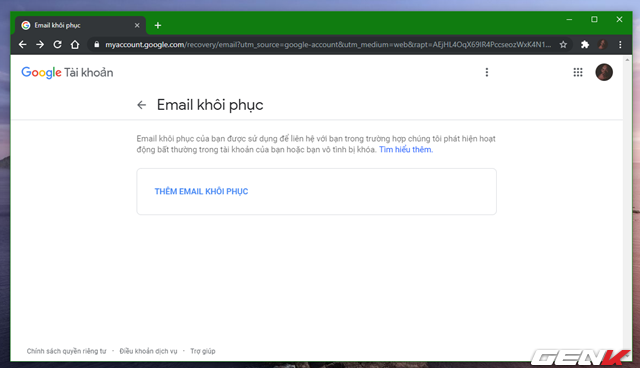 Email khôi phục
myaccount.google.com/recovery/email?utm_source=google-account&utm_medium=web&rapt=AEjHL4OqX69IR4PccseozWxK4N1...
Google Tài khoản
Email khôi phục
Email khôi phục của bạn được sử dụng để liên hệ với bạn trong trường hợp chúng tôi phát hiện hoạt
động bất thường trong tài khoản của bạn hoặc bạn vô tình bị khóa. Tìm hiểu thêm.
THÊM EMAIL KHÔI PHỤC
Chính sách quyền riêng tư · Điều khoản dịch vụ · Trợ giúp
GENK